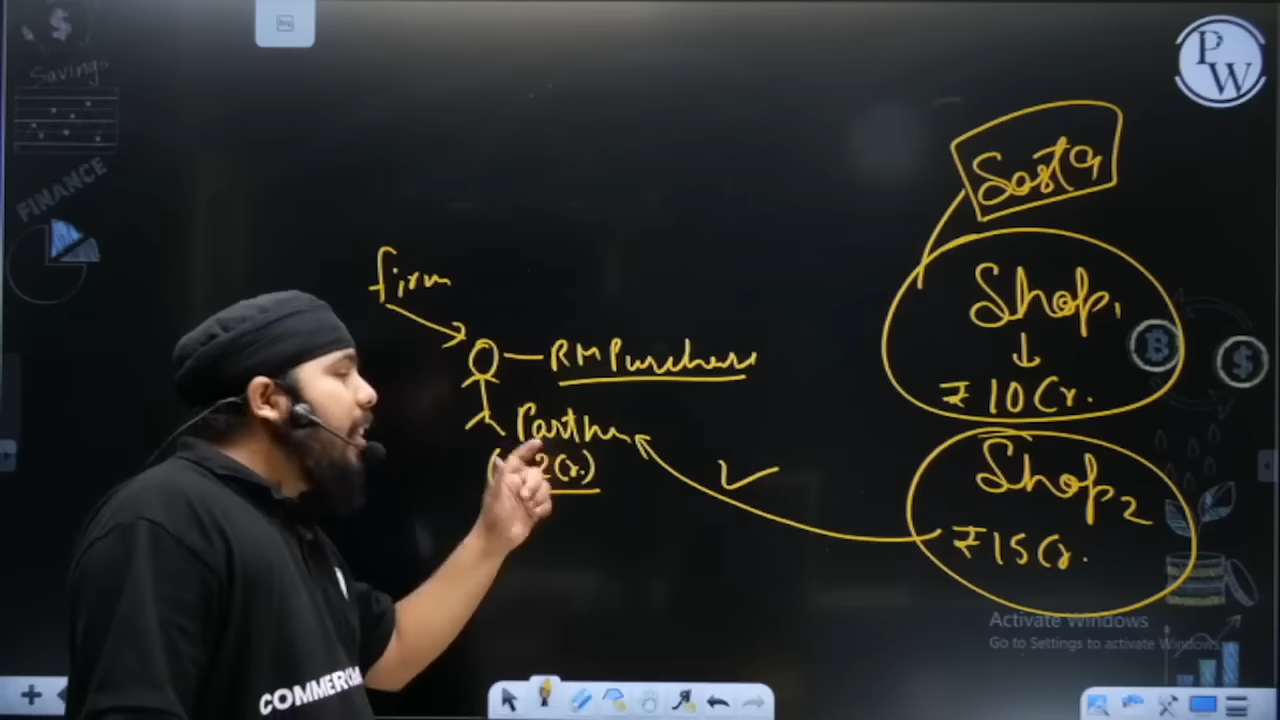 Savings
FINANCE
PW
Sasta
firm
Shop1
↓
₹10Cr.
RM Purchase
Partner
2Cr.)
Shop2
₹15Cr.
Activate Windows
Go to Settings to activate Windows.